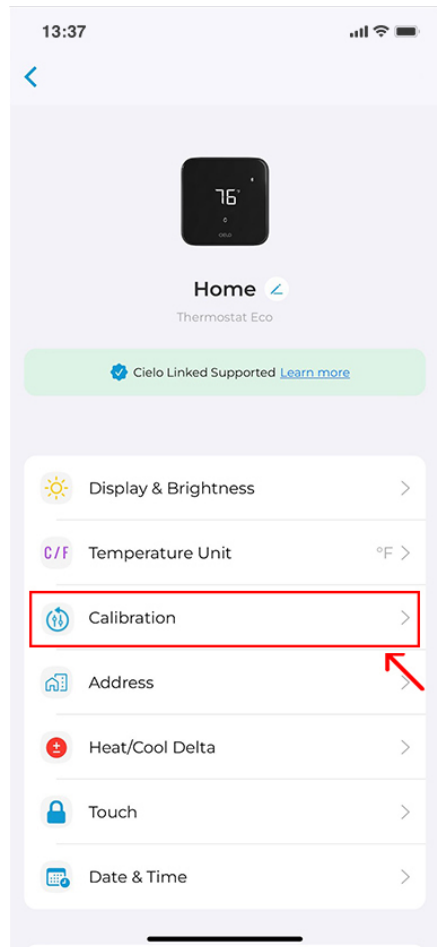 13:37
76°
CIELO
Home
Thermostat Eco
Cielo Linked Supported Learn more
Display & Brightness
C/F Temperature Unit °F
Calibration
Address
Heat/Cool Delta
Touch
Date & Time